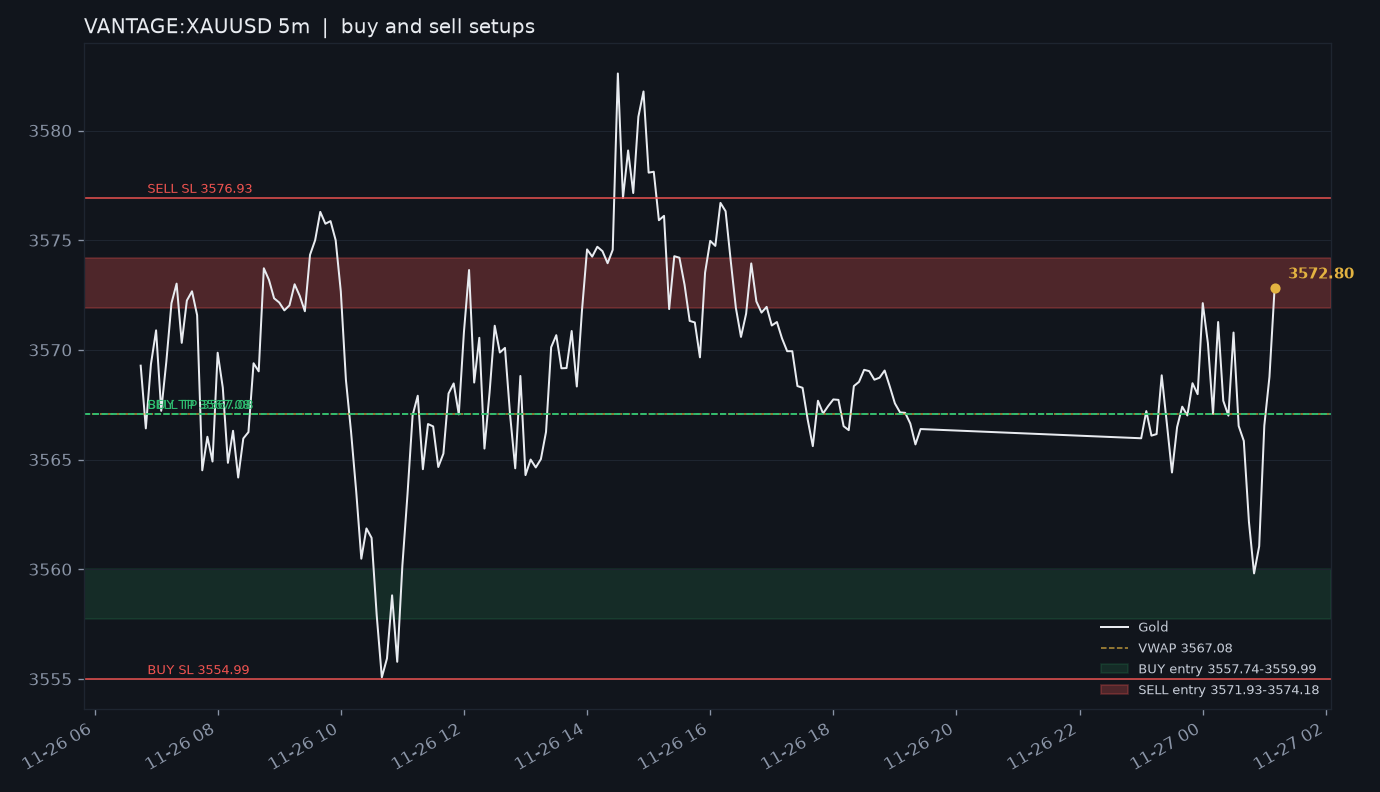 VANTAGE:XAUUSD 5m | buy and sell setups
3580
SELL SL 3576.93
3575
3572.80
3570
3565
3560
BUY SL 3554.99
3555
Gold
VWAP 3567.08
BUY entry 3557.74-3559.99
SELL entry 3571.93-3574.18
11-26 06
11-26 08
11-26 10
11-26 12
11-26 14
11-26 16
11-26 18
11-26 20
11-26 22
11-27 00
11-27 02